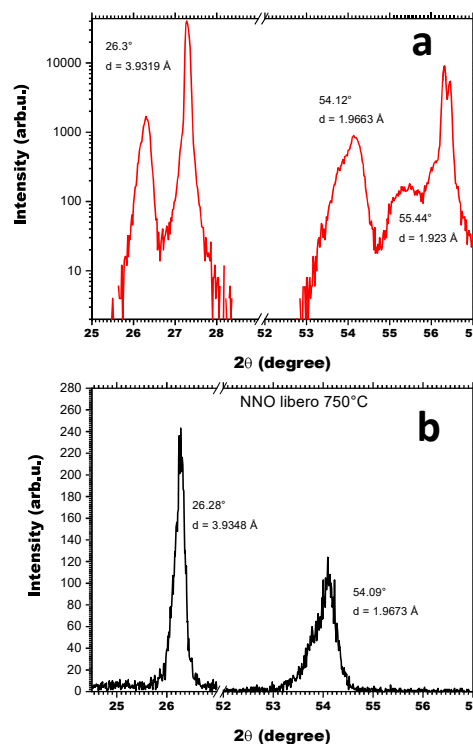 a
26.3°
d = 3.9319 Å
54.12°
d = 1.9663 Å
55.44°
d = 1.923 Å
Intensity (arb.u.)
10000
1000
100
10
25 26 27 28 52 53 54 55 56 5
2θ (degree)
NNO libero 750°C
b
26.28°
d = 3.9348 Å
54.09°
d = 1.9673 Å
Intensity (arb.u.)
280
260
240
220
200
180
160
140
120
100
80
60
40
20
0
25 26 52 53 54 55 56 5
2θ (degree)